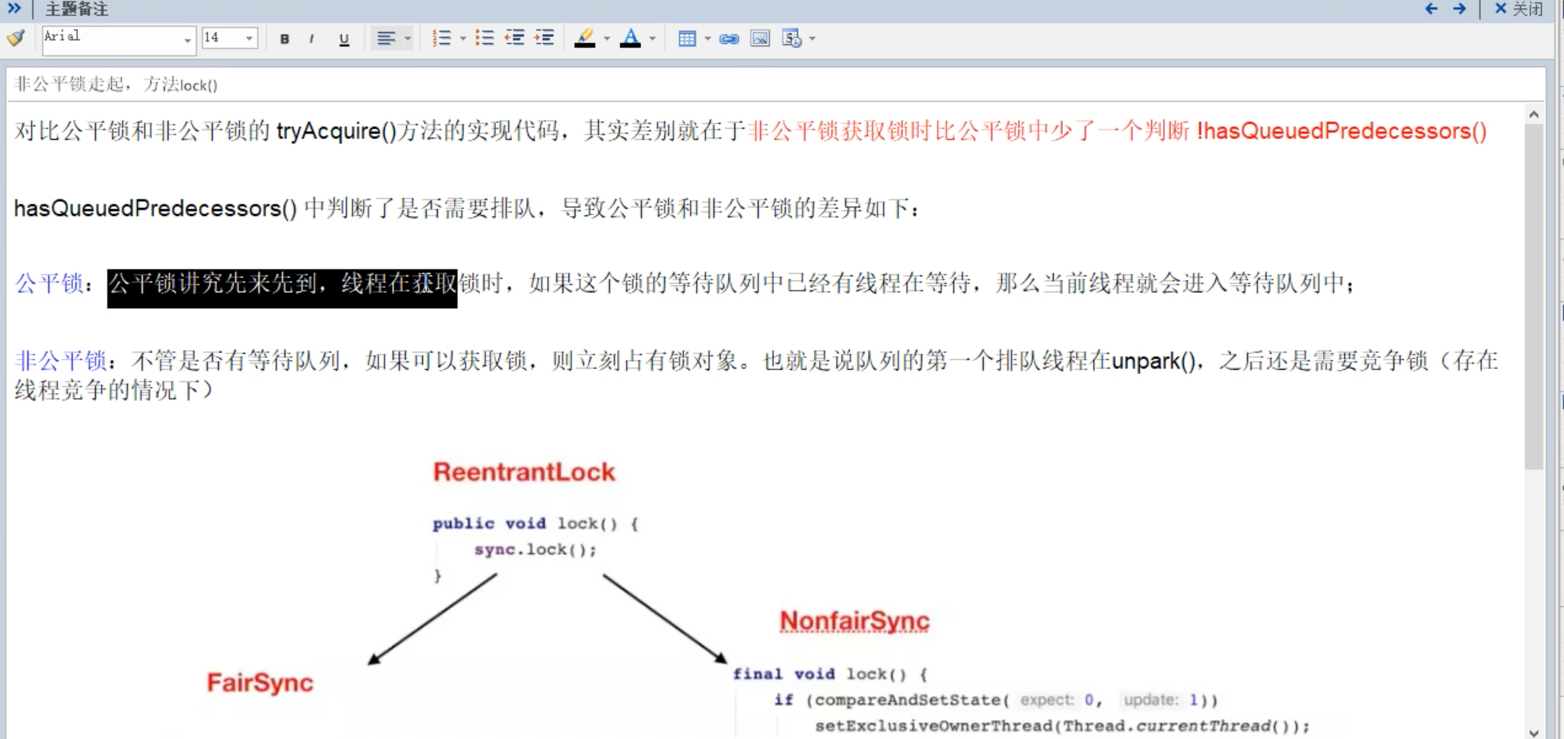 主题备注
关闭
Arial
14
B I U
非公平锁走起，方法lock()
对比公平锁和非公平锁的 tryAcquire()方法的实现代码，其实差别就在于非公平锁获取锁时比公平锁中少了一个判断 !hasQueuedPredecessors()
hasQueuedPredecessors() 中判断了是否需要排队，导致公平锁和非公平锁的差异如下：
公平锁：公平锁讲究先来先到，线程在获取锁时，如果这个锁的等待队列中已经有线程在等待，那么当前线程就会进入等待队列中；
非公平锁：不管是否有等待队列，如果可以获取锁，则立刻占有锁对象。也就是说队列的第一个排队线程在unpark()，之后还是需要竞争锁（存在
线程竞争的情况下）
ReentrantLock
public void lock() {
sync.lock();
}
NonfairSync
FairSync
final void lock() {
if (compareAndSetState( expect: 0, update: 1))
setExclusiveOwnerThread(Thread.currentThread());